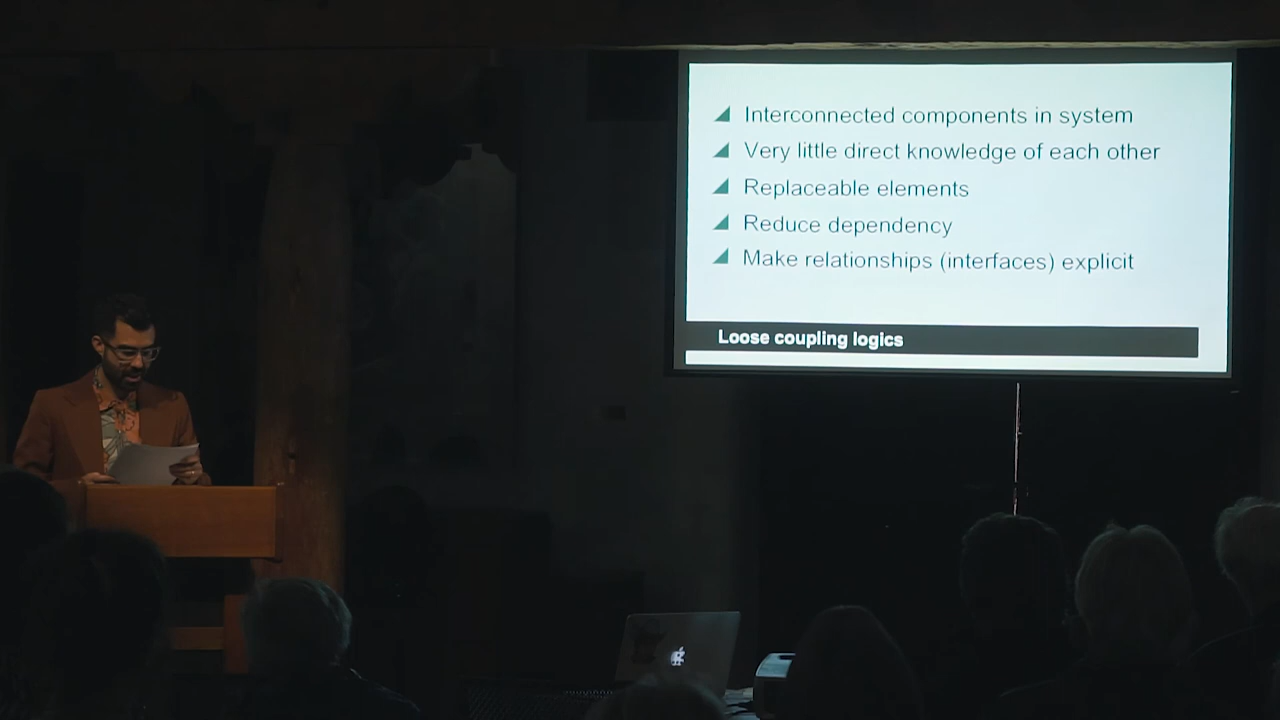 Interconnected components in system
Very little direct knowledge of each other
Replaceable elements
Reduce dependency
Make relationships (interfaces) explicit
Loose coupling logics